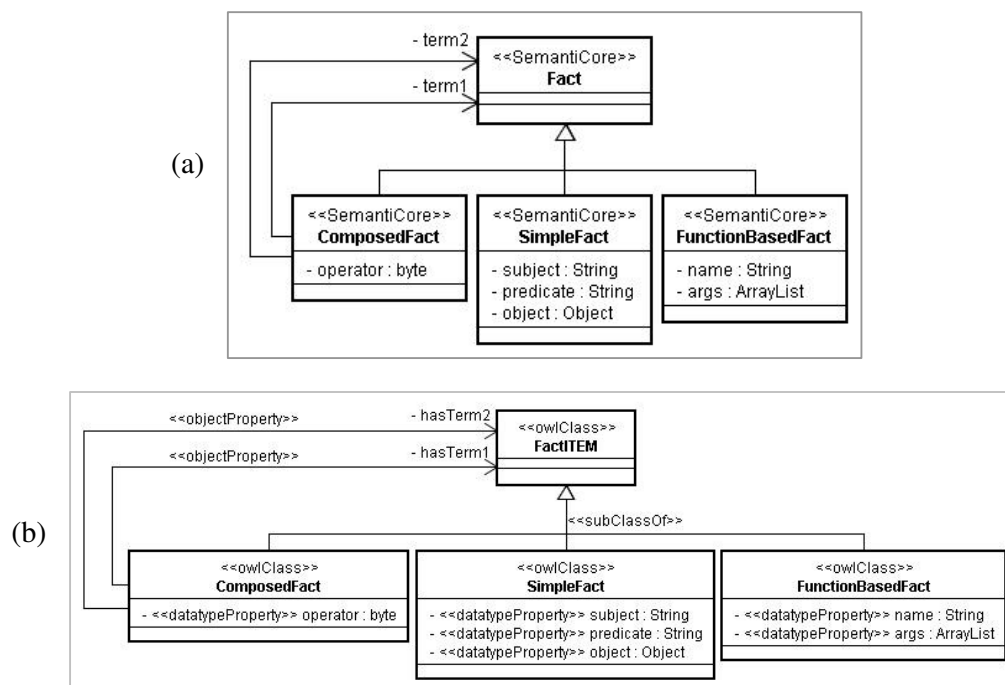 - term2
<<SemantiCore>>
Fact
- term1
(a)
<<SemantiCore>>
ComposedFact
- operator : byte
<<SemantiCore>>
SimpleFact
- subject : String
- predicate : String
- object : Object
<<SemantiCore>>
FunctionBasedFact
- name : String
- args : ArrayList
<<objectProperty>>
- hasTerm2
<<owlClass>>
FactITEM
<<objectProperty>>
- hasTerm1
(b)
<<subClassOf>>
<<owlClass>>
ComposedFact
- <<datatypeProperty>> operator : byte
<<owlClass>>
SimpleFact
- <<datatypeProperty>> subject : String
- <<datatypeProperty>> predicate : String
- <<datatypeProperty>> object : Object
<<owlClass>>
FunctionBasedFact
- <<datatypeProperty>> name : String
- <<datatypeProperty>> args : ArrayList